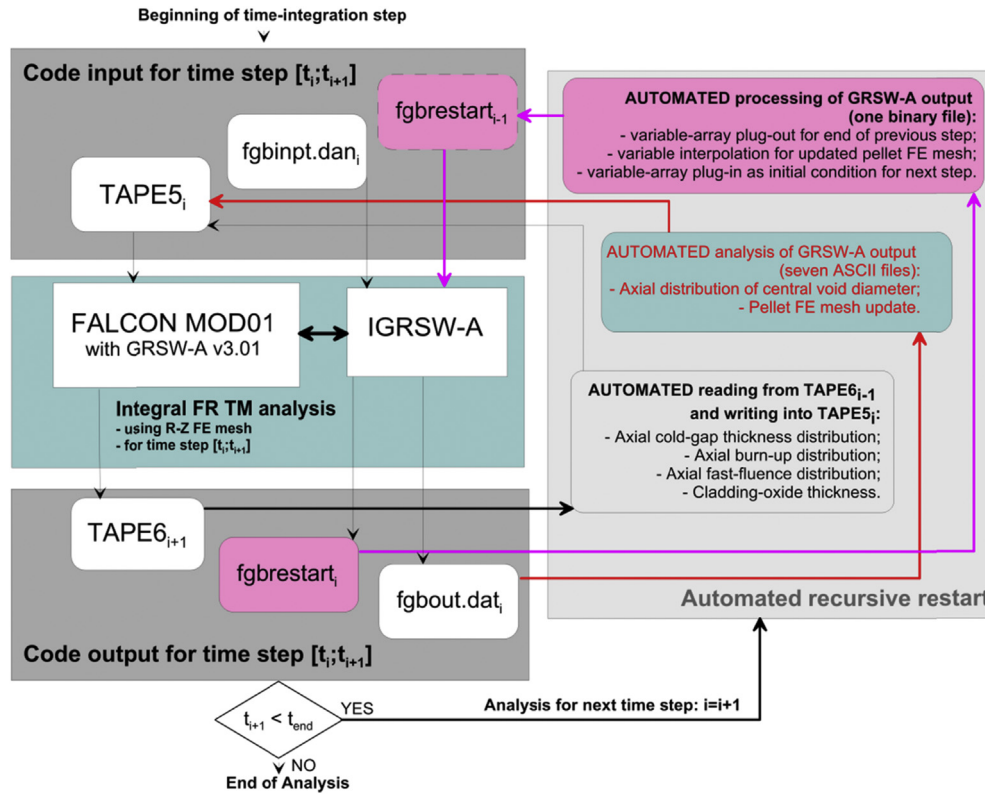 Beginning of time-integration step
Code input for time step [tᵢ;tᵢ₊₁]
fgbrestartᵢ₋₁
fgbinpt.danᵢ
TAPE5ᵢ
AUTOMATED processing of GRSW-A output
(one binary file):
- variable-array plug-out for end of previous step;
- variable interpolation for updated pellet FE mesh;
- variable-array plug-in as initial condition for next step.
AUTOMATED analysis of GRSW-A output
(seven ASCII files):
- Axial distribution of central void diameter;
- Pellet FE mesh update.
FALCON MOD01
with GRSW-A v3.01
IGRSW-A
Integral FR TM analysis
- using R-Z FE mesh
- for time step [tᵢ;tᵢ₊₁]
AUTOMATED reading from TAPE6ᵢ₋₁
and writing into TAPE5ᵢ:
- Axial cold-gap thickness distribution;
- Axial burn-up distribution;
- Axial fast-fluence distribution;
- Cladding-oxide thickness.
TAPE6ᵢ₊₁
fgbrestartᵢ
fgbout.datᵢ
Automated recursive restart
Code output for time step [tᵢ;tᵢ₊₁]
tᵢ₊₁ < tₑₙd
YES
Analysis for next time step: i=i+1
NO
End of Analysis